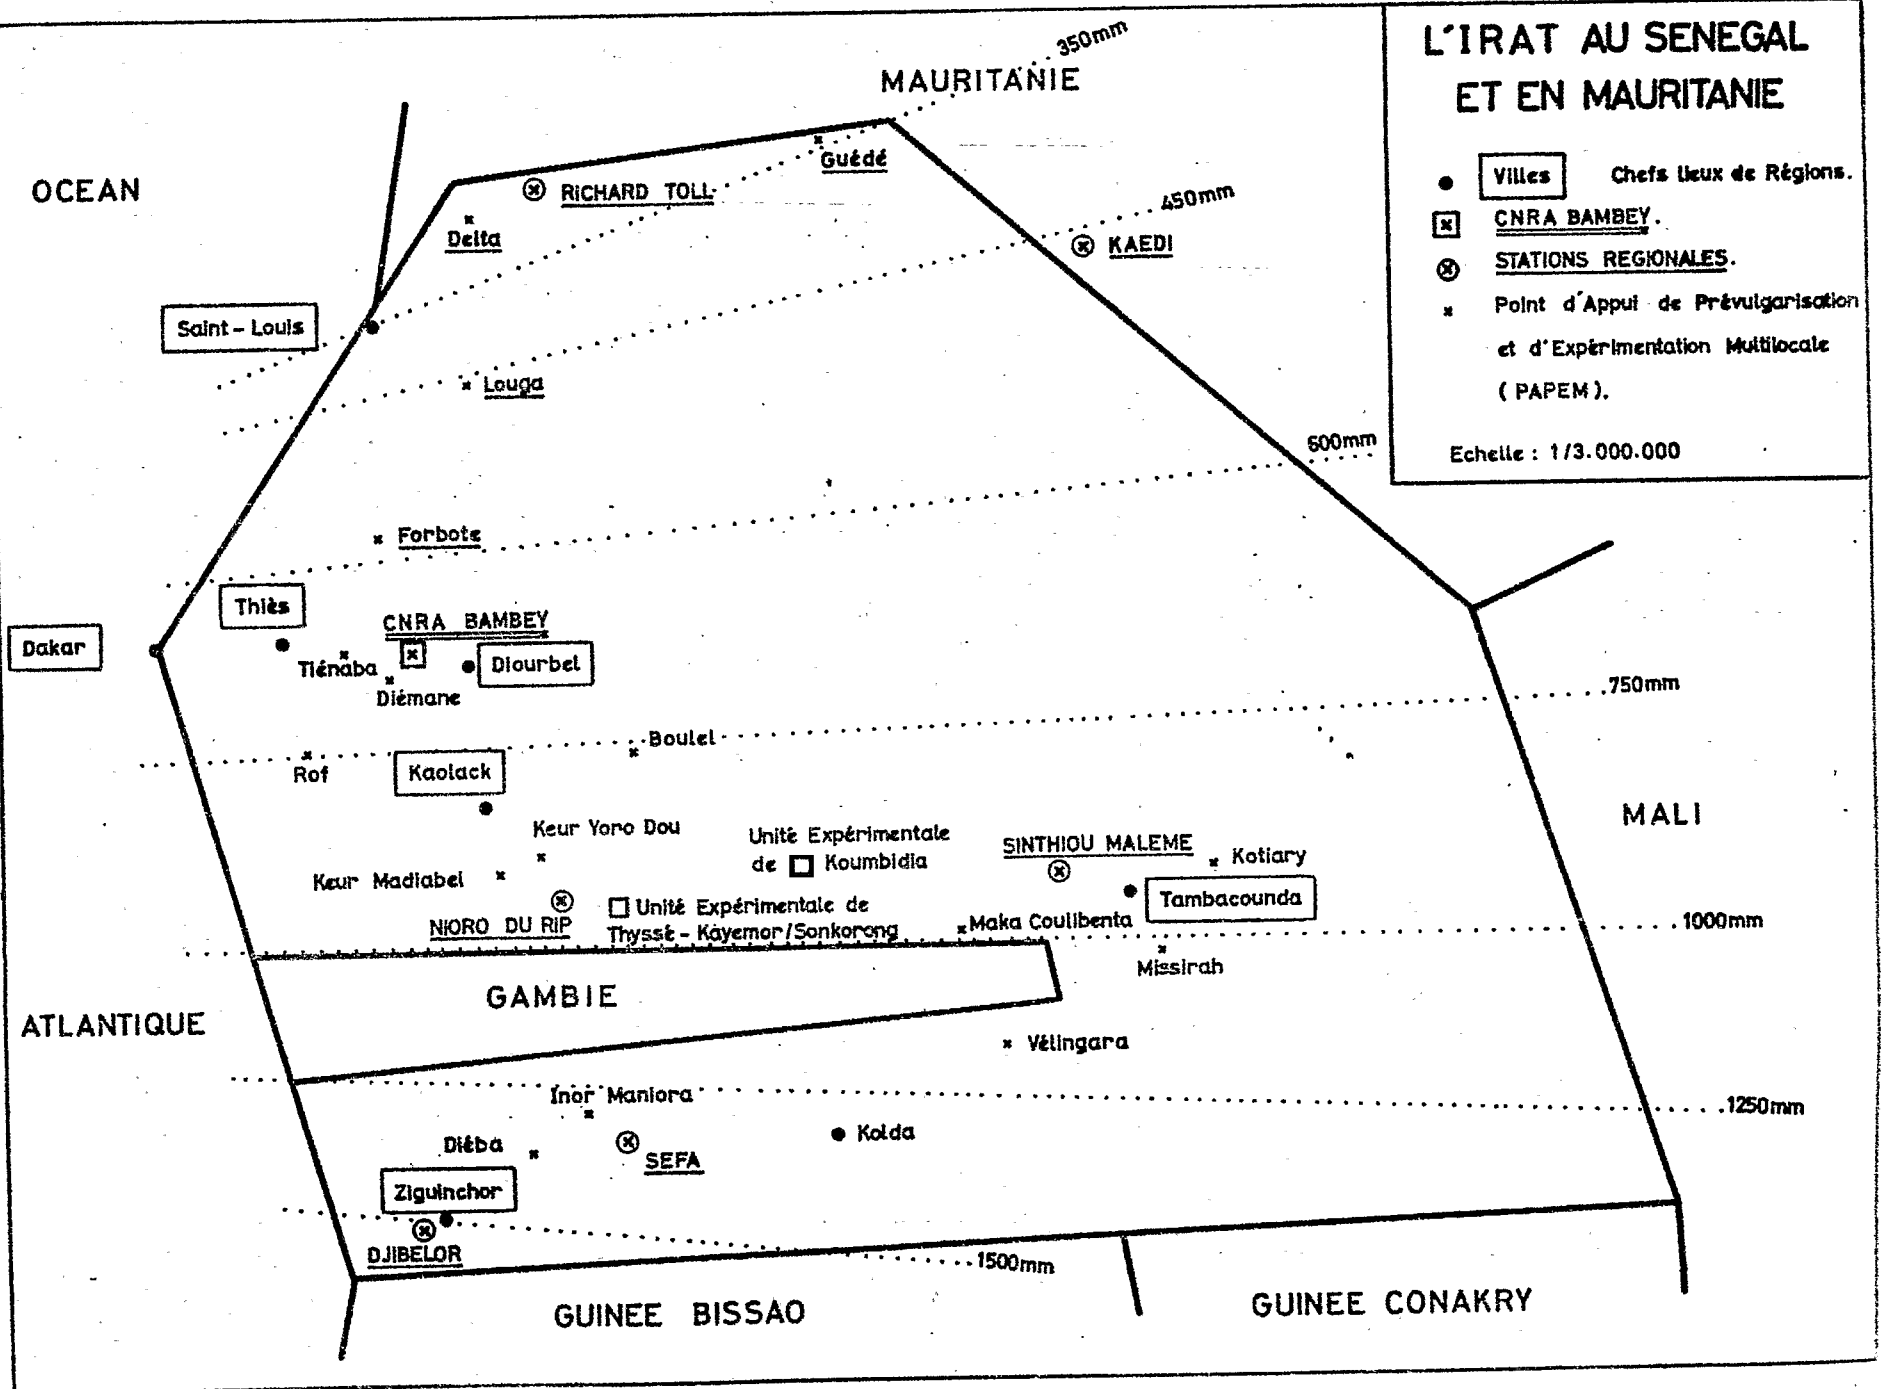 L'IRAT AU SENEGAL
ET EN MAURITANIE
Villes Chefs lieux de Régions.
CNRA BAMBEY.
STATIONS REGIONALES.
Point d'Appui de Prévulgarisation
et d'Expérimentation Multilocale
(PAPEM).
Echelle : 1/3.000.000
350mm
MAURITANIE
Guédé
OCEAN
RICHARD TOLL
450mm
Delta
KAEDI
Saint-Louis
Louga
600mm
Forbote
Thiès
CNRA BAMBEY
Dakar
Tiénaba
Diourbel
Diémane
750mm
Boulel
Rof
Kaolack
MALI
Keur Yoro Dou
Unité Expérimentale
de Koumbidia
SINTHIOU MALEME
Kotiary
Keur Madiabel
Tambacounda
Unité Expérimentale de
Thyssé-Kayemor/Sonkorong
NIORO DU RIP
Maka Coulibenta
1000mm
Missirah
GAMBIE
ATLANTIQUE
Vélingara
Inor Maniora
1250mm
Kolda
Diéba
SEFA
Ziguinchor
DJIBELOR
1500mm
GUINEE BISSAO
GUINEE CONAKRY